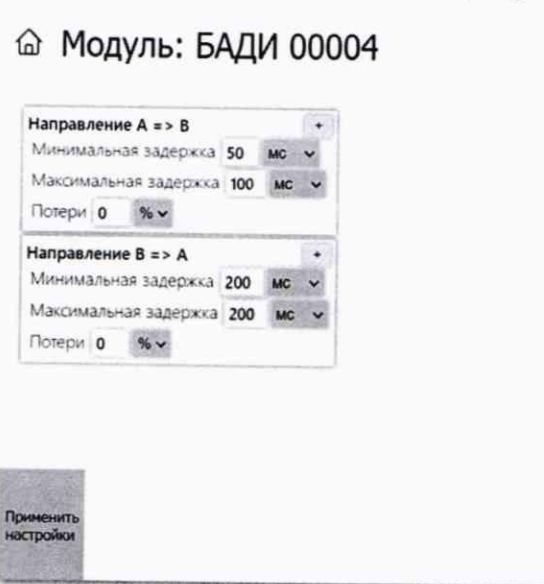 Модуль: БАДИ 00004
Направление A => B +
Минимальная задержка 50 мс
Максимальная задержка 100 мс
Потери 0 %
Направление B => A +
Минимальная задержка 200 мс
Максимальная задержка 200 мс
Потери 0 %
Применить
настройки